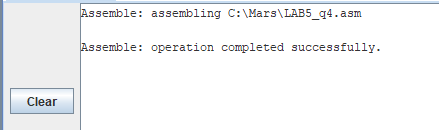 Assemble: assembling C:\Mars\LAB5_q4.asm
Assemble: operation completed successfully.
Clear